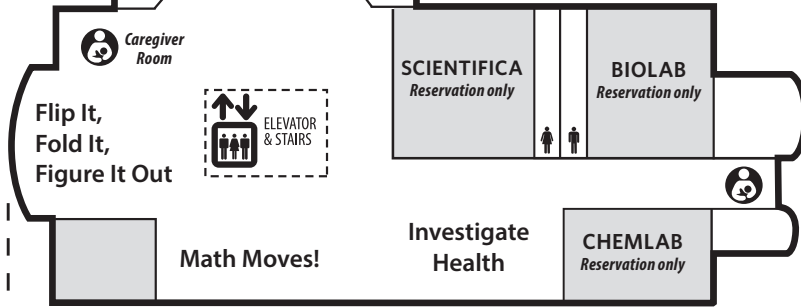 Caregiver
Room
SCIENTIFICA
Reservation only
BIOLAB
Reservation only
Flip It,
Fold It,
Figure It Out
ELEVATOR
& STAIRS
Math Moves!
Investigate
Health
CHEMLAB
Reservation only